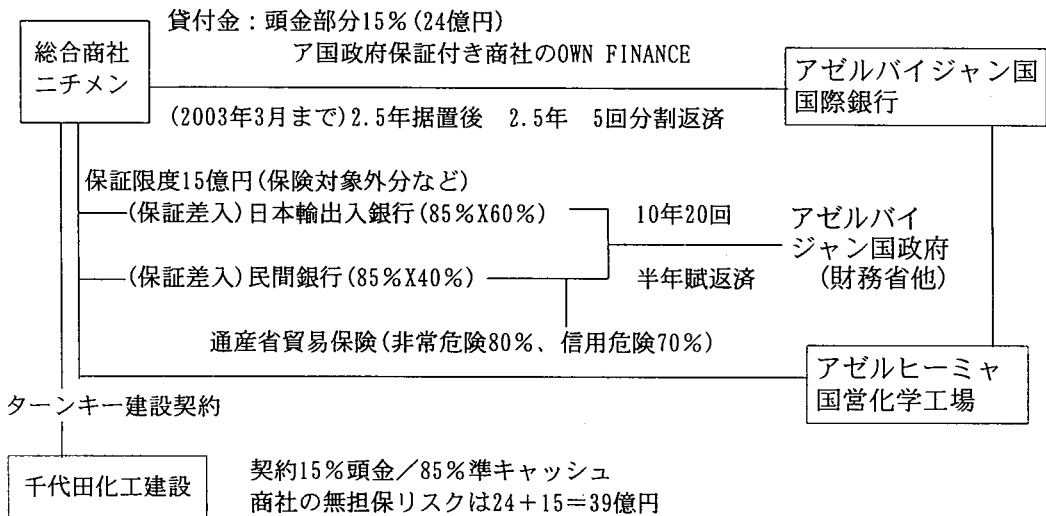 貸付金：頭金部分15％(24億円)
総合商社
ニチメン
ア国政府保証付き商社のOWN FINANCE
アゼルバイジャン国
国際銀行
(2003年3月まで)2.5年据置後 2.5年 5回分割返済
保証限度15億円(保険対象外分など)
(保証差入)日本輸出入銀行(85％X60％)
10年20回
アゼルバイ
ジャン国政府
(財務省他)
(保証差入)民間銀行(85％X40％)
半年賦返済
通産省貿易保険(非常危険80％、信用危険70％)
アゼルヒーミャ
国営化学工場
ターンキー建設契約
千代田化工建設
契約15％頭金／85％準キャッシュ
商社の無担保リスクは24＋15＝39億円